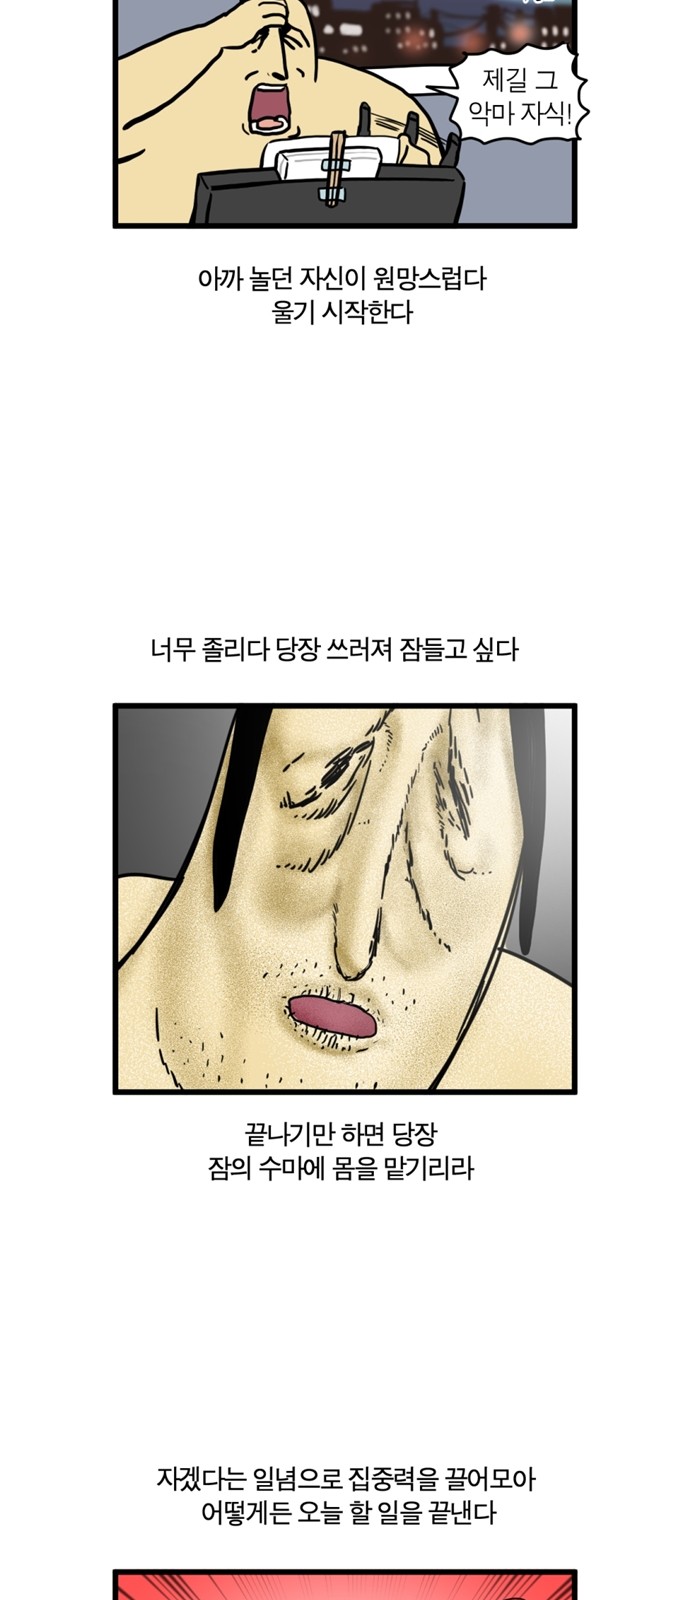 제길 그
악마 자식!
아까 놀던 자신이 원망스럽다
울기 시작한다
너무 졸리다 당장 쓰러져 잠들고 싶다
끝나기만 하면 당장
잠의 수마에 몸을 맡기리라
자겠다는 일념으로 집중력을 끌어모아
어떻게든 오늘 할 일을 끝낸다